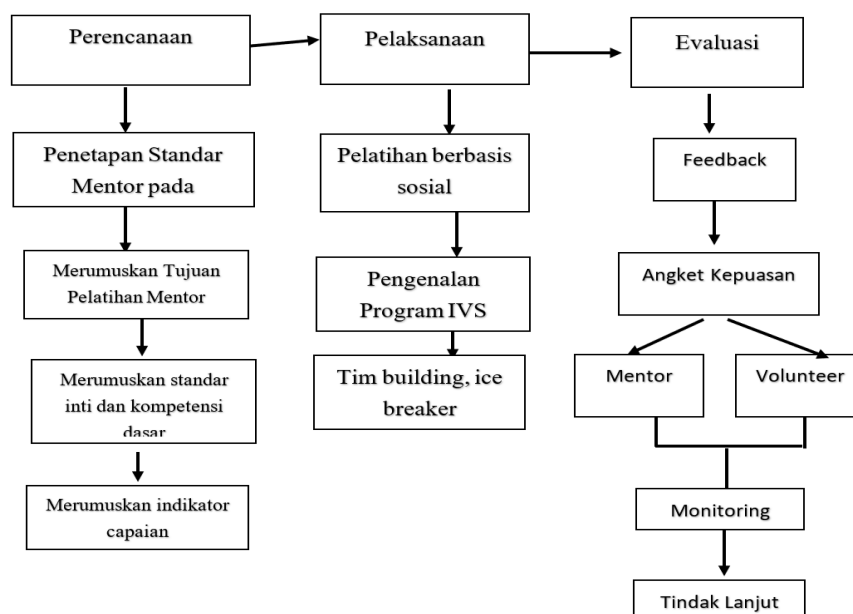 Perencanaan
Penetapan Standar
Mentor pada
Merumuskan Tujuan
Pelatihan Mentor
Merumuskan standar
inti dan kompetensi
dasar
Merumuskan indikator
capaian
Pelaksanaan
Pelatihan berbasis
sosial
Pengenalan
Program IVS
Tim building, ice
breaker
Evaluasi
Feedback
Angket Kepuasan
Mentor
Volunteer
Monitoring
Tindak Lanjut